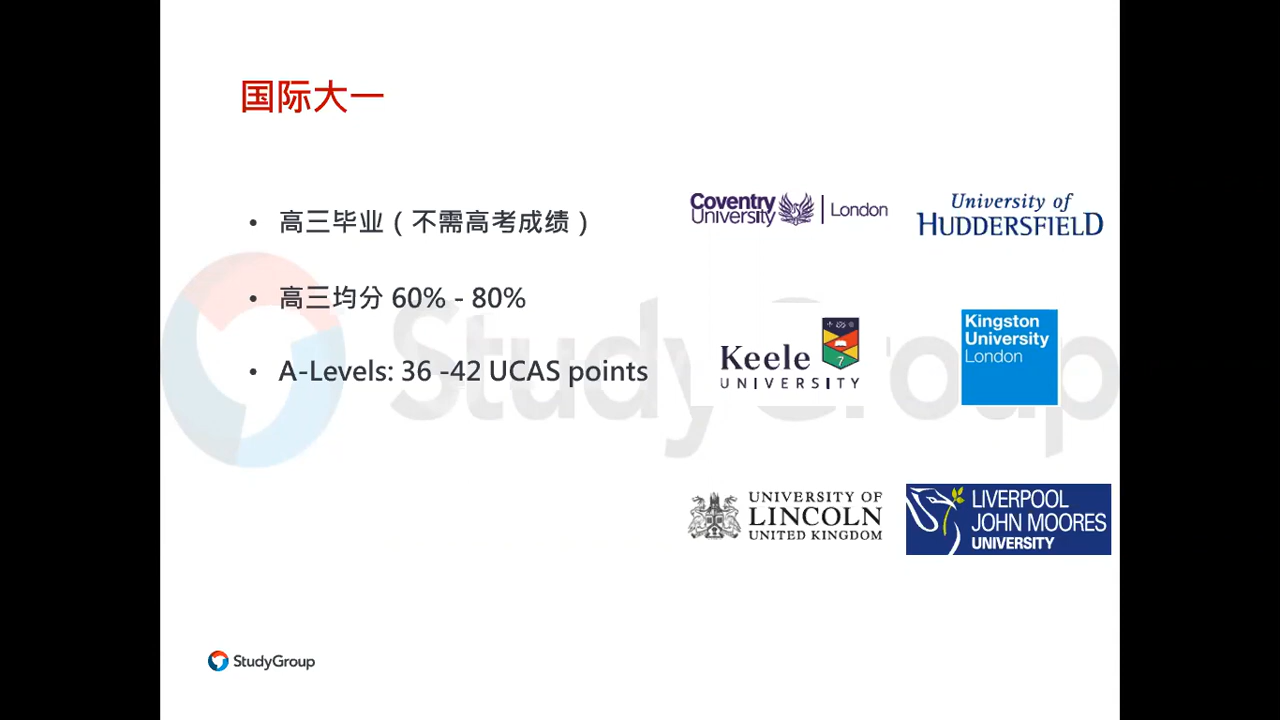 国际大一
• 高三毕业（不需高考成绩）
• 高三均分 60% - 80%
• A-Levels: 36 -42 UCAS points
Coventry University | London
University of
HUDDERSFIELD
Keele
UNIVERSITY
Kingston
University
London
UNIVERSITY OF
LINCOLN
UNITED KINGDOM
LIVERPOOL
JOHN MOORES
UNIVERSITY
StudyGroup
StudyGroup